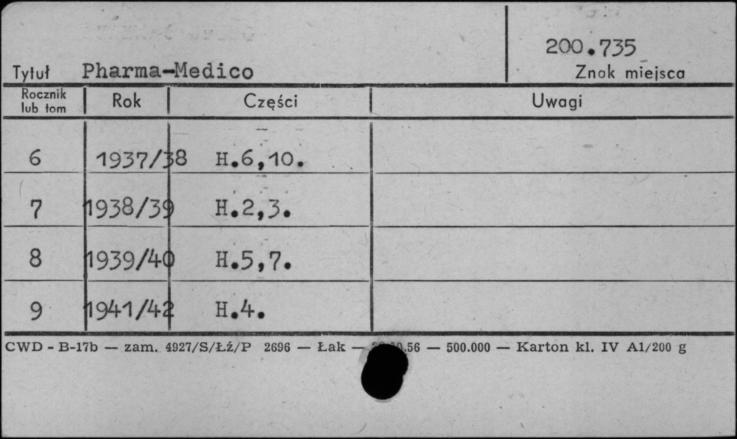 200.735
Tytuł Pharma-Medico Znak miejsca
Rocznik lub tom Rok Części Uwagi
6 1937/38 H.6,10.
7 1938/39 H.2,3.
8 1939/40 H.5,7.
9 1941/42 H.4.
CWD - B-17b — zam. 4927/S/Łź/P 2696 — Łak — .56 — 500.000 — Karton kl. IV A1/200 g